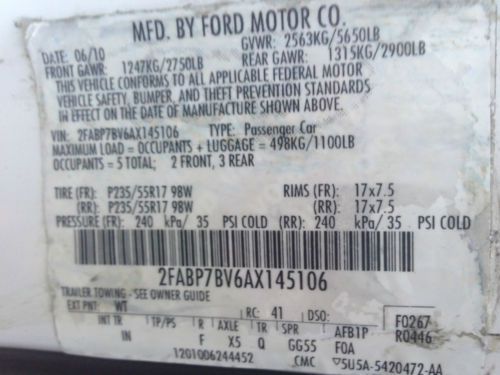 MFD. BY FORD MOTOR CO.
DATE: 06/10 GVWR: 2563KG/5650LB
FRONT GAWR: 1247KG/2750LB REAR GAWR: 1315KG/2900LB
THIS VEHICLE CONFORMS TO ALL APPLICABLE FEDERAL MOTOR
VEHICLE SAFETY, BUMPER, AND THEFT PREVENTION STANDARDS
IN EFFECT ON THE DATE OF MANUFACTURE SHOWN ABOVE.
VIN: 2FABP7BV6AX145106 TYPE: Passenger Car
MAXIMUM LOAD = OCCUPANTS + LUGGAGE = 498KG/1100LB
OCCUPANTS = 5 TOTAL; 2 FRONT, 3 REAR
TIRE (FR): P235/55R17 98W RIMS (FR): 17x7.5
(RR): P235/55R17 98W (RR): 17x7.5
PRESSURE (FR): 240 kPa/ 35 PSI COLD (RR): 240 kPa/ 35 PSI COLD
2FABP7BV6AX145106
TRAILER TOWING - SEE OWNER GUIDE
EXT PNT: WT RC: 41 DSO: F0267
INT TR TP/PS R AXLE TR SPR AFB1P R0446
IN F X5 Q GG55 FOA
1201006244452 CMC 5U5A-5420472-AA